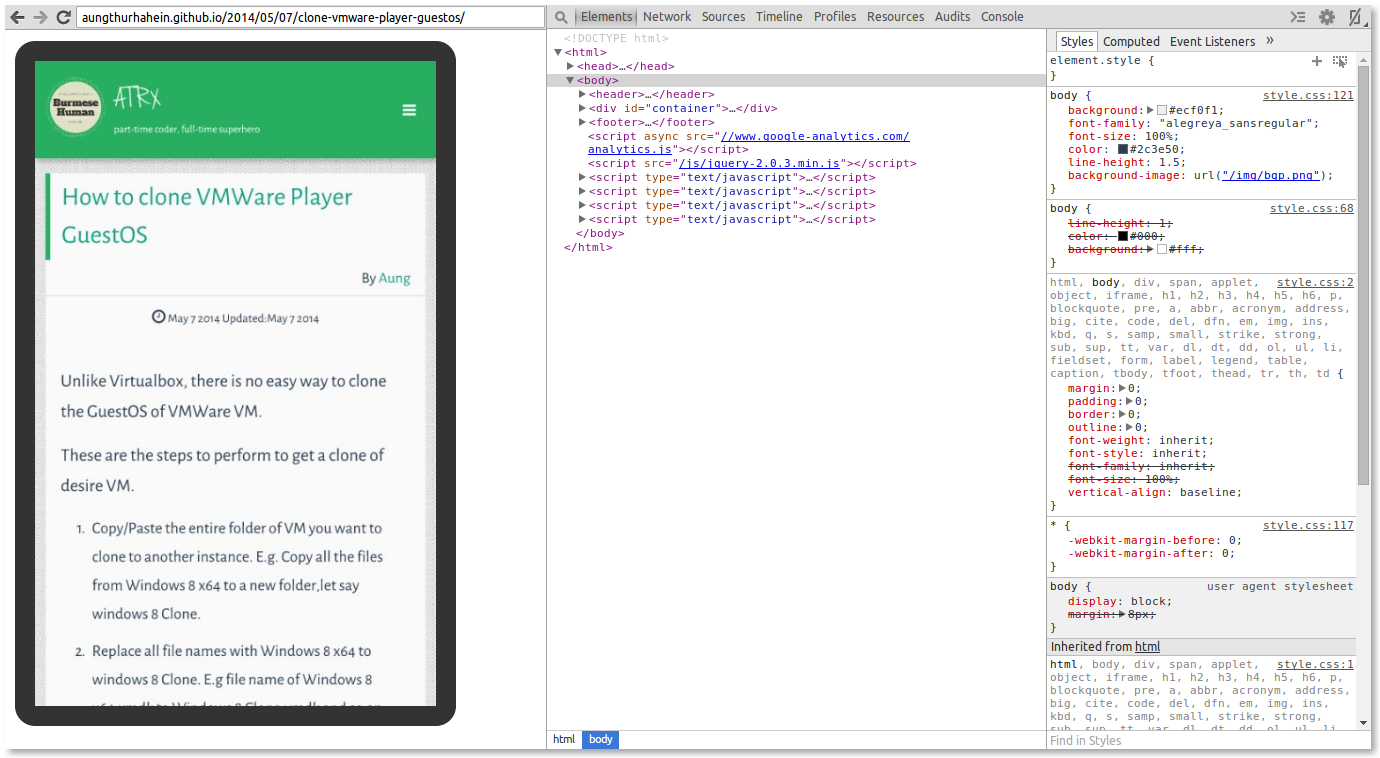 aungthurhahein.github.io/2014/05/07/clone-vmware-player-guestos/
Burmese
Human
ATRX
part-time coder, full-time superhero
How to clone VMWare Player
GuestOS
By Aung
May 7 2014 Updated:May 7 2014
Unlike Virtualbox, there is no easy way to clone
the GuestOS of VMWare VM.
These are the steps to perform to get a clone of
desire VM.
1. Copy/Paste the entire folder of VM you want to
clone to another instance. E.g. Copy all the files
from Windows 8 x64 to a new folder,let say
windows 8 Clone.
2. Replace all file names with Windows 8 x64 to
windows 8 Clone. E.g file name of Windows 8
Elements Network Sources Timeline Profiles Resources Audits Console
<!DOCTYPE html>
<html>
<head>…</head>
<body>
<header>…</header>
<div id="container">…</div>
<footer>…</footer>
<script async src="//www.google-analytics.com/
analytics.js"></script>
<script src="/js/jquery-2.0.3.min.js"></script>
<script type="text/javascript">…</script>
<script type="text/javascript">…</script>
<script type="text/javascript">…</script>
<script type="text/javascript">…</script>
</body>
</html>
html body
Styles Computed Event Listeners »
element.style {
}
body { style.css:121
background: #ecf0f1;
font-family: "alegreya_sansregular";
font-size: 100%;
color: #2c3e50;
line-height: 1.5;
background-image: url("/img/bgp.png");
}
body { style.css:68
line-height: 1;
color: #000;
background: #fff;
}
html, body, div, span, applet, style.css:2
object, iframe, h1, h2, h3, h4, h5, h6, p,
blockquote, pre, a, abbr, acronym, address,
big, cite, code, del, dfn, em, img, ins,
kbd, q, s, samp, small, strike, strong,
sub, sup, tt, var, dl, dt, dd, ol, ul, li,
fieldset, form, label, legend, table,
caption, tbody, tfoot, thead, tr, th, td {
margin: 0;
padding: 0;
border: 0;
outline: 0;
font-weight: inherit;
font-style: inherit;
font-family: inherit;
font-size: 100%;
vertical-align: baseline;
}
* { style.css:117
-webkit-margin-before: 0;
-webkit-margin-after: 0;
}
body { user agent stylesheet
display: block;
margin: 8px;
}
Inherited from html
html, body, div, span, applet, style.css:1
object, iframe, h1, h2, h3, h4, h5, h6, p,
blockquote, pre, a, abbr, acronym, address,
big, cite, code, del, dfn, em, img, ins,
kbd, q, s, samp, small, strike, strong,
sub, sup, tt, var, dl, dt, dd, ol, ul, li,
Find in Styles